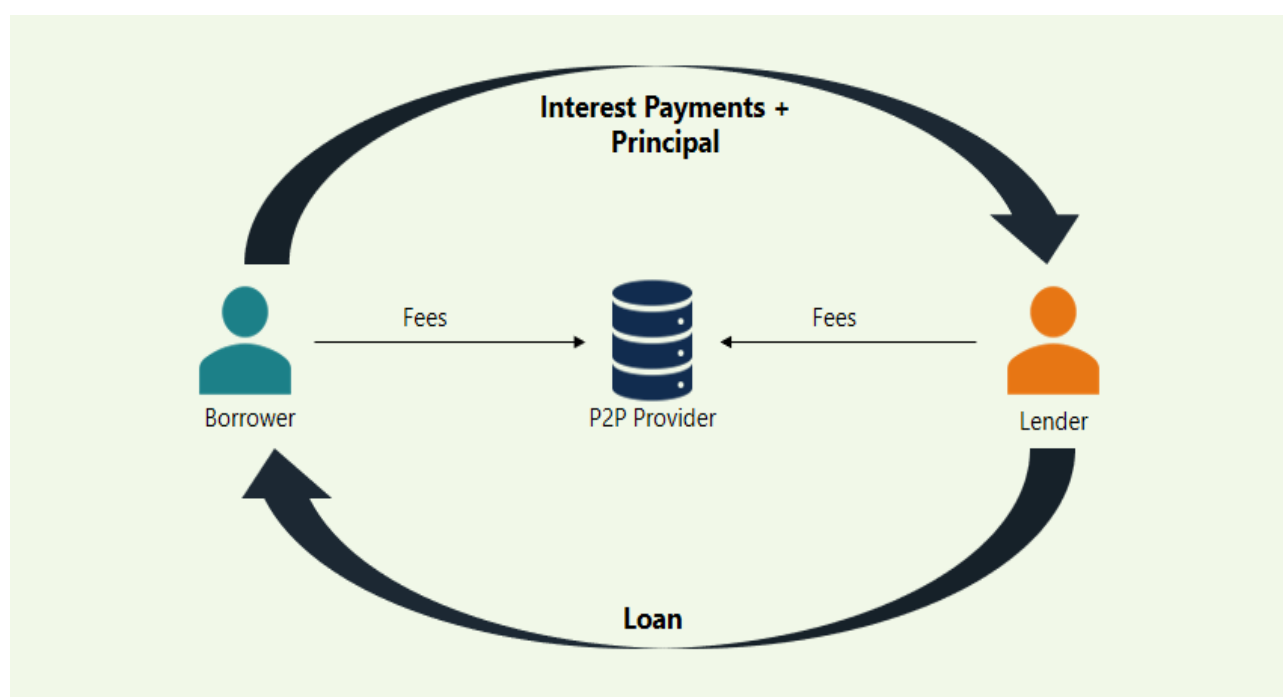 Interest Payments +
Principal
Fees
Fees
Borrower
P2P Provider
Lender
Loan